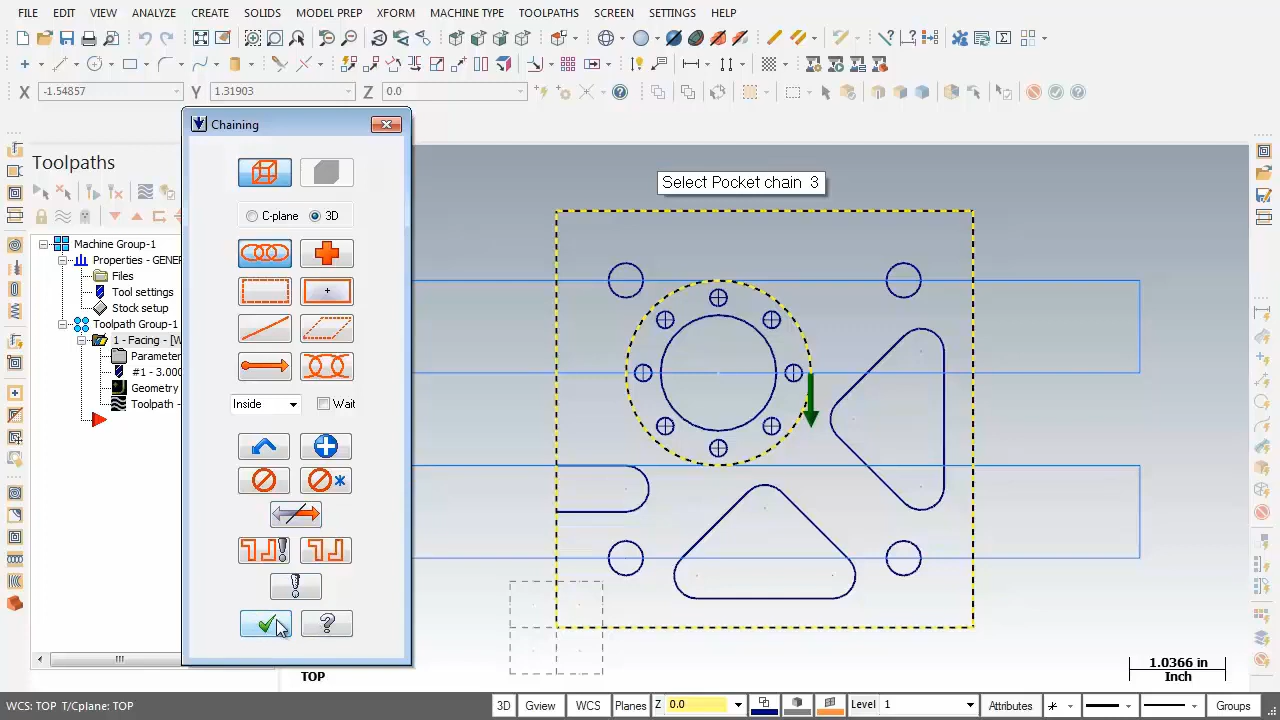 FILE EDIT VIEW ANALYZE CREATE SOLIDS MODEL PREP XFORM MACHINE TYPE TOOLPATHS SCREEN SETTINGS HELP
X -1.54857 Y 1.31903 Z 0.0
Chaining
Toolpaths
Select Pocket chain 3
C-plane 3D
Machine Group-1
Properties - GENER
Files
Tool settings
Stock setup
Toolpath Group-1
1 - Facing - [W
Parameter
#1 - 3.000
Geometry
Toolpath -
Inside Wait
1.0366 in
Inch
TOP
WCS: TOP T/Cplane: TOP 3D Gview WCS Planes Z 0.0 Level 1 Attributes Groups